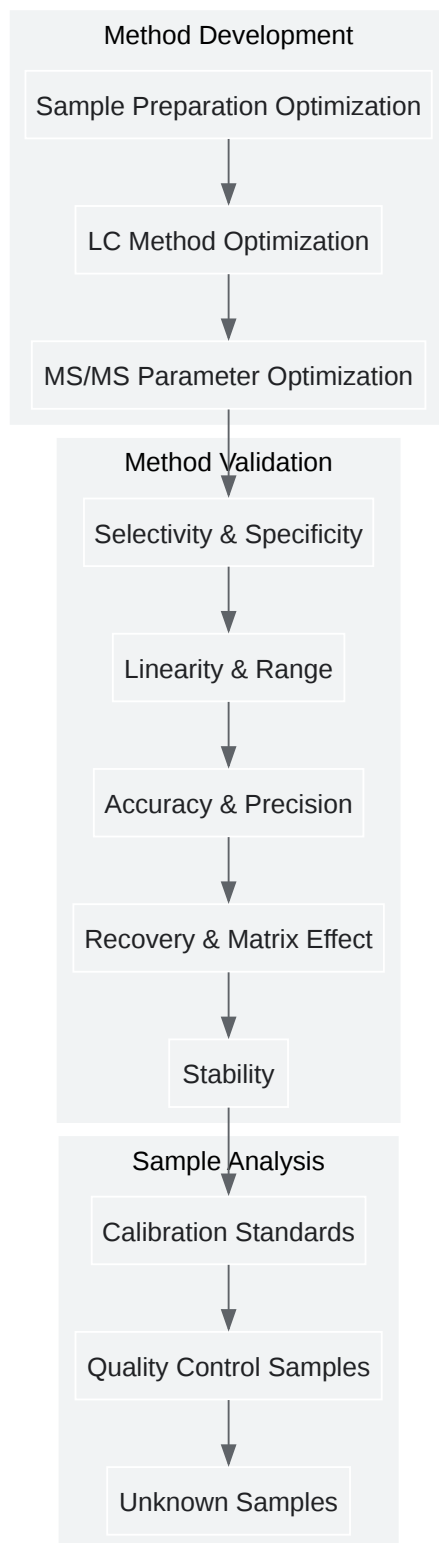 Method Development
Sample Preparation Optimization
LC Method Optimization
MS/MS Parameter Optimization
Method Validation
Selectivity & Specificity
Linearity & Range
Accuracy & Precision
Recovery & Matrix Effect
Stability
Sample Analysis
Calibration Standards
Quality Control Samples
Unknown Samples